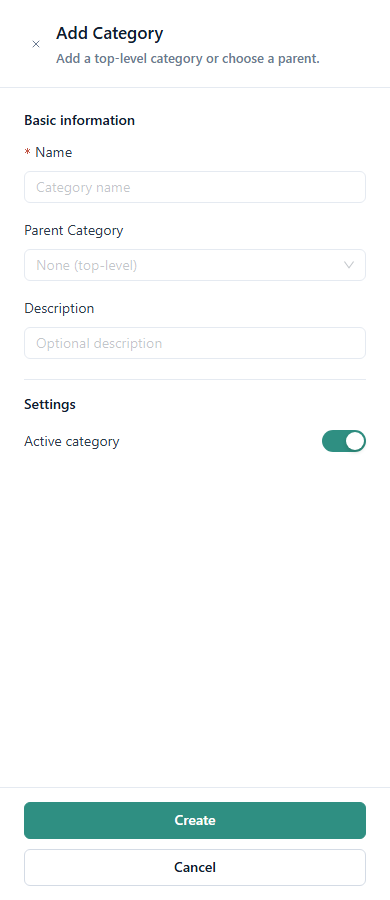 Add Category
Add a top-level category or choose a parent.
Basic information
* Name
Category name
Parent Category
None (top-level)
Description
Optional description
Settings
Active category
Create
Cancel